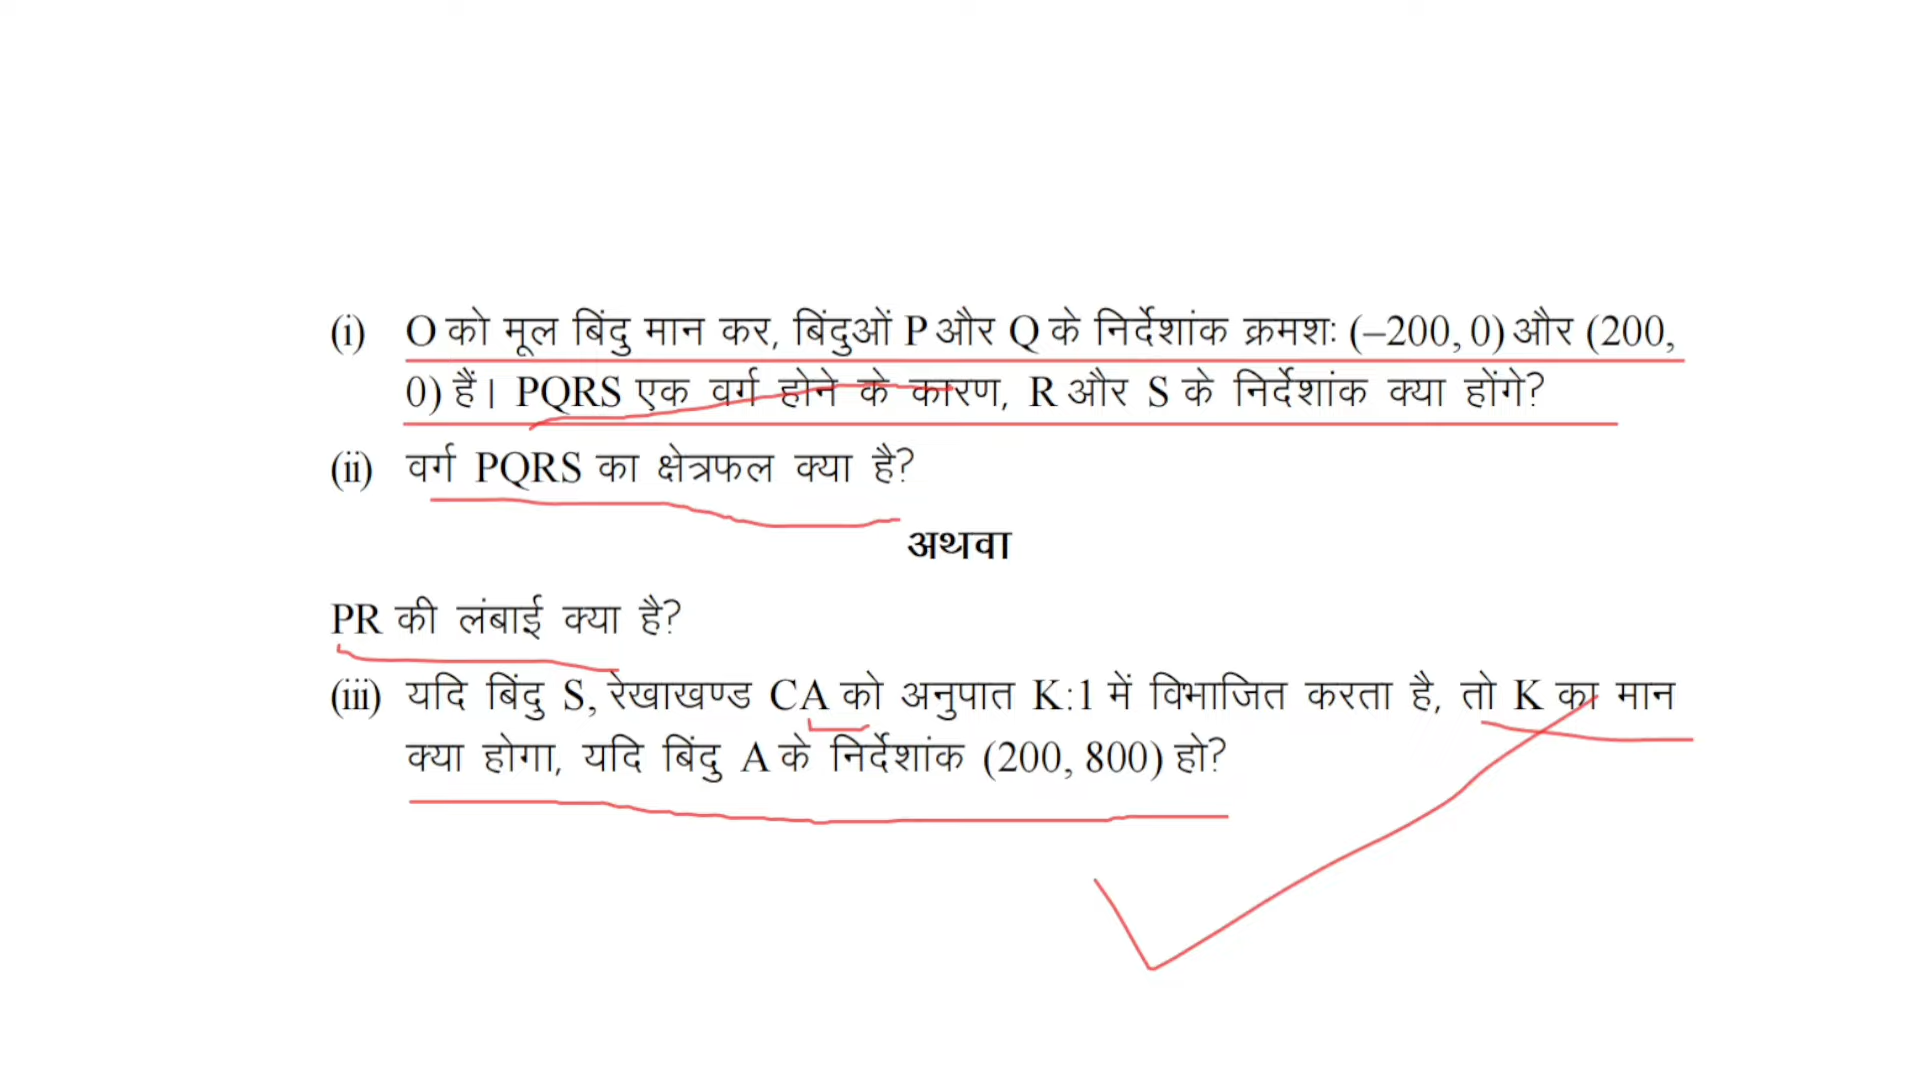 (i) O को मूल बिंदु मान कर, बिंदुओं P और Q के निर्देशांक क्रमशः (–200, 0) और (200,
0) हैं। PQRS एक वर्ग होने के कारण, R और S के निर्देशांक क्या होंगे?
(ii) वर्ग PQRS का क्षेत्रफल क्या है?
अथवा
PR की लंबाई क्या है?
(iii) यदि बिंदु S, रेखाखण्ड CA को अनुपात K:1 में विभाजित करता है, तो K का मान
क्या होगा, यदि बिंदु A के निर्देशांक (200, 800) हो?